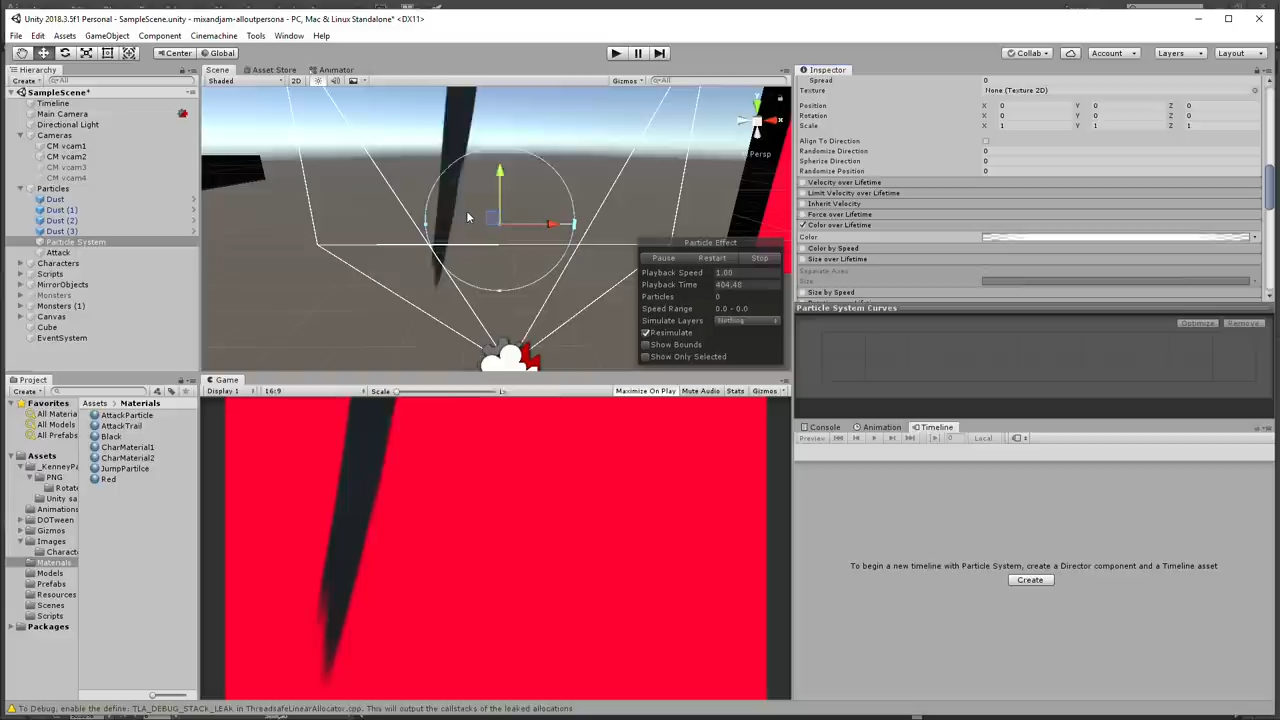 Unity 2018.3.5f1 Personal - SampleScene.unity - mixandjam-alloutpersona - PC, Mac & Linux Standalone* <DX11>
File Edit Assets GameObject Component Cinemachine Tools Window Help
Center Global Collab Account Layers Layout
Hierarchy
Create All
SampleScene*
Timeline
Main Camera
Directional Light
Cameras
CM vcam1
CM vcam2
CM vcam3
CM vcam4
Particles
Dust
Dust (1)
Dust (2)
Dust (3)
Particle System
Attack
Characters
Scripts
MirrorObjects
Monsters
Monsters (1)
Canvas
Cube
EventSystem
Scene Asset Store Animator
Shaded 2D Gizmos All
Y
X
Persp
Particle Effect
Pause Restart Stop
Playback Speed 1.00
Playback Time 404.48
Particles 0
Speed Range 0.0 - 0.0
Simulate Layers Nothing
Resimulate
Show Bounds
Show Only Selected
Game
Display 1 16:9 Scale 1x Maximize On Play Mute Audio Stats Gizmos
Project
Create
Favorites
All Materia
All Models
All Prefabs
Assets
_KenneyPa
PNG
Rotate
Unity sa
Animations
DOTween
Gizmos
Images
Charact
Materials
Models
Prefabs
Resources
Scenes
Scripts
Packages
Assets Materials
AttackParticle
AttackTrail
Black
CharMaterial1
CharMaterial2
JumpPartilce
Red
Inspector
Spread 0
Texture None (Texture 2D)
Position X 0 Y 0 Z 0
Rotation X 0 Y 0 Z 0
Scale X 1 Y 1 Z 1
Align To Direction
Randomize Direction 0
Spherize Direction 0
Randomize Position 0
Velocity over Lifetime
Limit Velocity over Lifetime
Inherit Velocity
Force over Lifetime
Color over Lifetime
Color
Color by Speed
Size over Lifetime
Separate Axes
Size
Size by Speed
Particle System Curves
Optimize Remove
Console Animation Timeline
Preview 0 Local
To begin a new timeline with Particle System, create a Director component and a Timeline asset
Create
To Debug, enable the define: TLA_DEBUG_STACK_LEAK in ThreadsafeLinearAllocator.cpp. This will output the callstacks of the leaked allocations